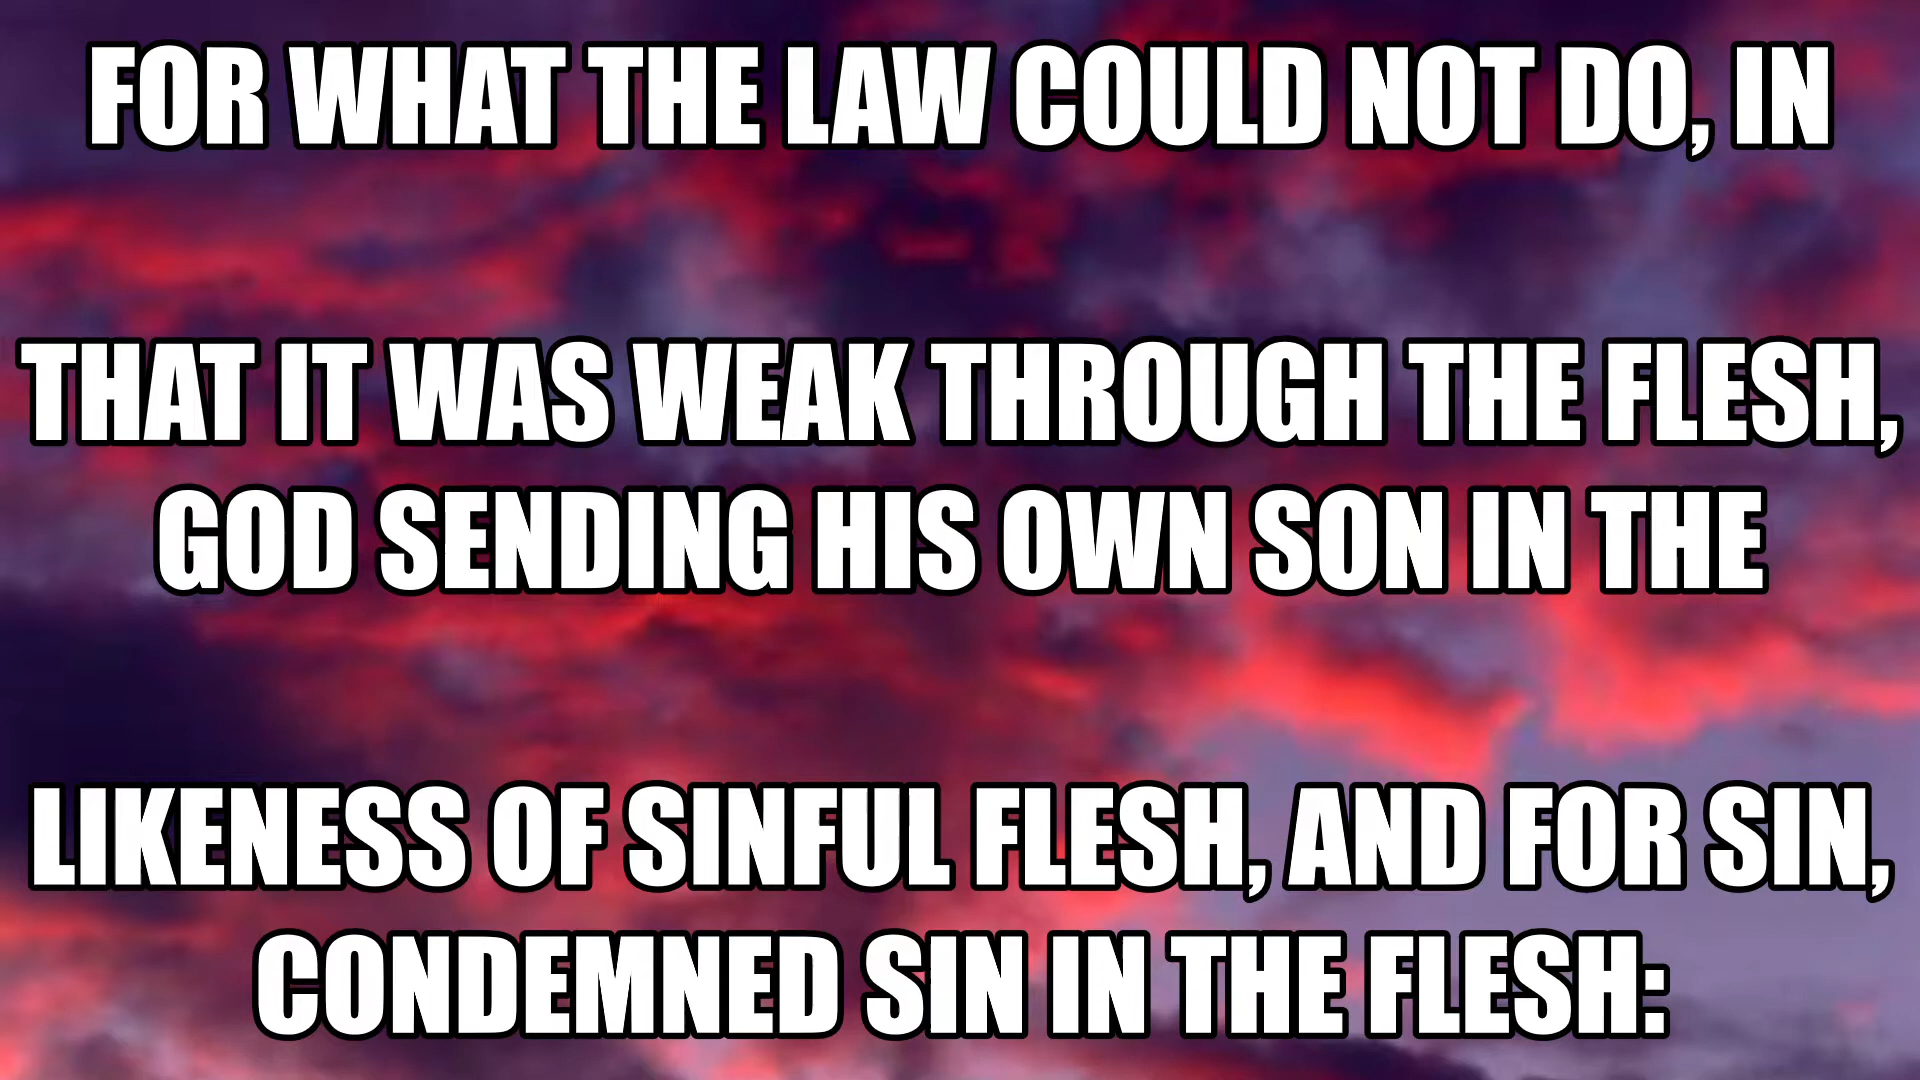 FOR WHAT THE LAW COULD NOT DO, IN
THAT IT WAS WEAK THROUGH THE FLESH,
GOD SENDING HIS OWN SON IN THE
LIKENESS OF SINFUL FLESH, AND FOR SIN,
CONDEMNED SIN IN THE FLESH: